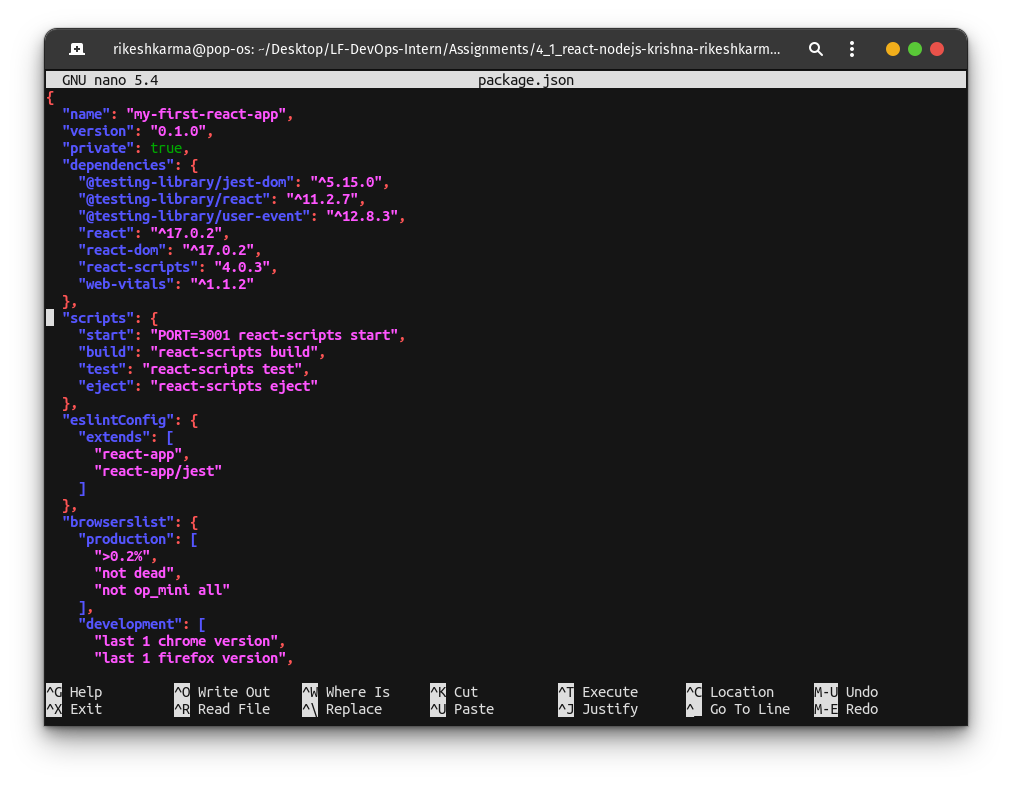 rikeshkarma@pop-os: ~/Desktop/LF-DevOps-Intern/Assignments/4_1_react-nodejs-krishna-rikeshkarm...
GNU nano 5.4 package.json
{
  "name": "my-first-react-app",
  "version": "0.1.0",
  "private": true,
  "dependencies": {
    "@testing-library/jest-dom": "^5.15.0",
    "@testing-library/react": "^11.2.7",
    "@testing-library/user-event": "^12.8.3",
    "react": "^17.0.2",
    "react-dom": "^17.0.2",
    "react-scripts": "4.0.3",
    "web-vitals": "^1.1.2"
  },
  "scripts": {
    "start": "PORT=3001 react-scripts start",
    "build": "react-scripts build",
    "test": "react-scripts test",
    "eject": "react-scripts eject"
  },
  "eslintConfig": {
    "extends": [
      "react-app",
      "react-app/jest"
    ]
  },
  "browserslist": {
    "production": [
      ">0.2%",
      "not dead",
      "not op_mini all"
    ],
    "development": [
      "last 1 chrome version",
      "last 1 firefox version",
^G Help ^O Write Out ^W Where Is ^K Cut ^T Execute ^C Location M-U Undo
^X Exit ^R Read File ^\ Replace ^U Paste ^J Justify ^_ Go To Line M-E Redo